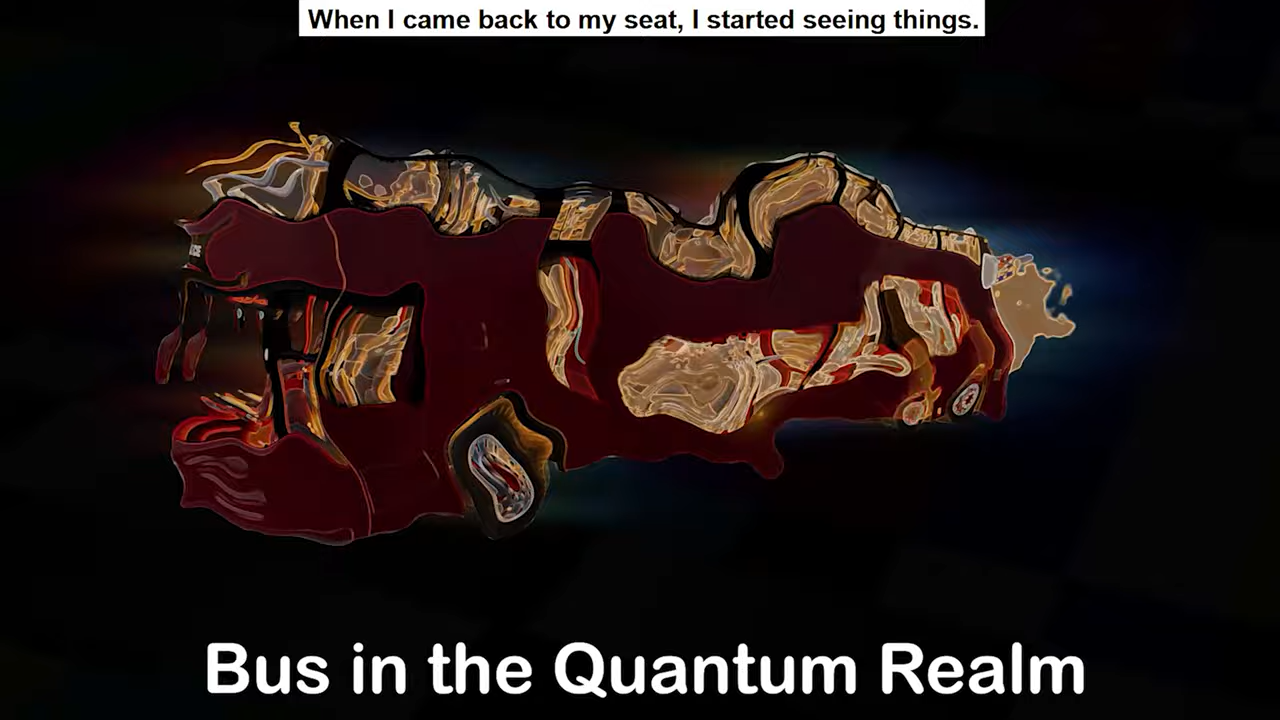 When I came back to my seat, I started seeing things.
Bus in the Quantum Realm